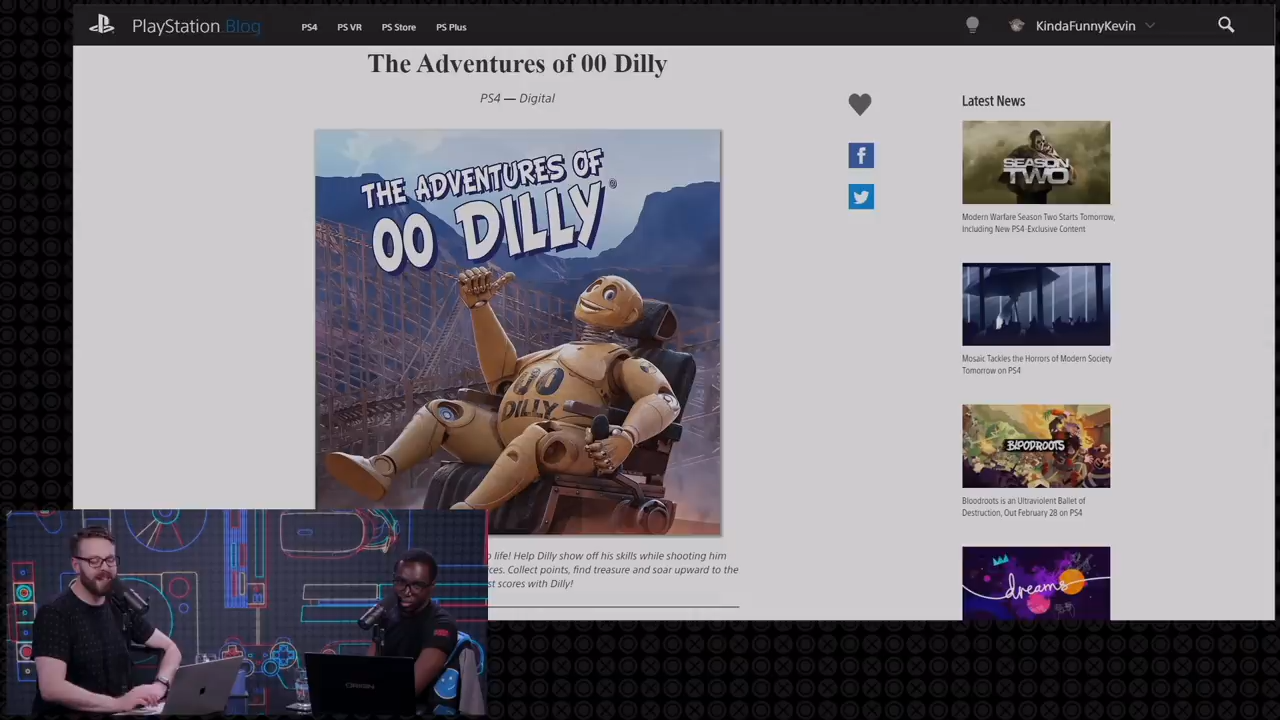 PlayStation.Blog
PS4
PS VR
PS Store
PS Plus
KindaFunnyKevin
The Adventures of 00 Dilly
PS4 — Digital
THE ADVENTURES OF
00 DILLY
00
DILLY
life! Help Dilly show off his skills while shooting him
ces. Collect points, find treasure and soar upward to the
st scores with Dilly!
Latest News
SEASON
TWO
Modern Warfare Season Two Starts Tomorrow,
Including New PS4-Exclusive Content
Mosaic Tackles the Horrors of Modern Society
Tomorrow on PS4
BLOODROOTS
Bloodroots is an Ultraviolent Ballet of
Destruction, Out February 28 on PS4
dreams
ORIGIN